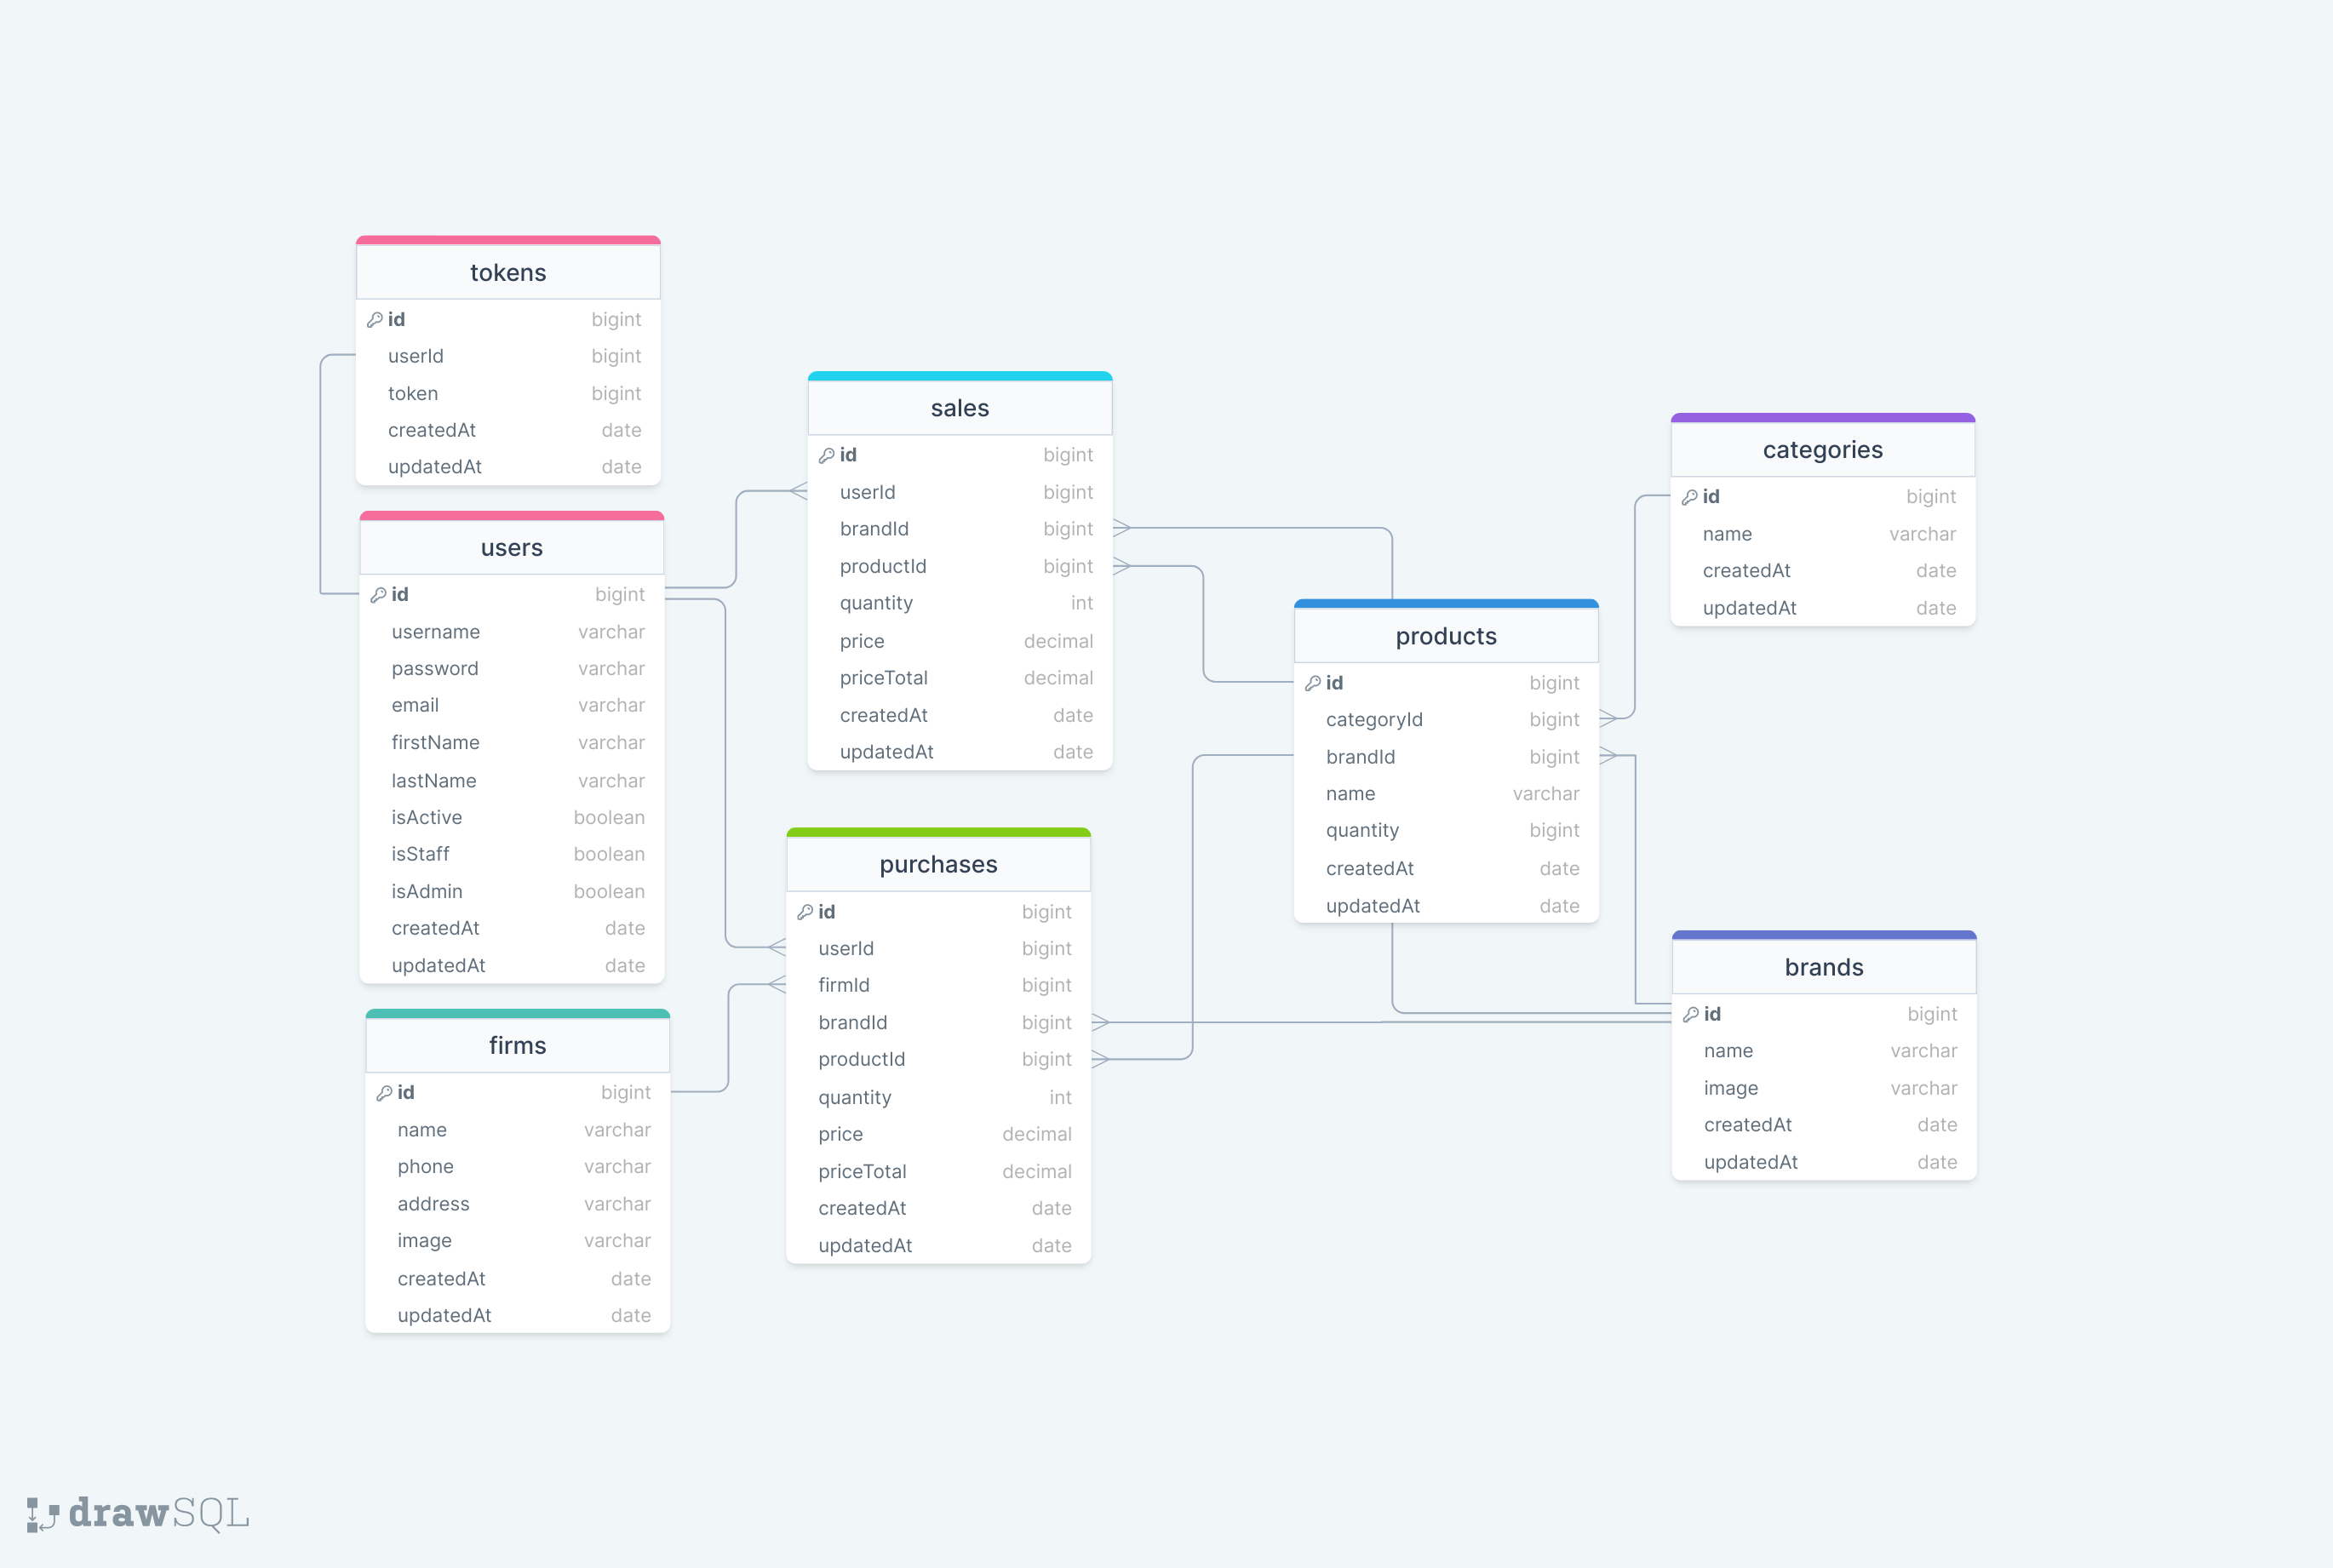 tokens
id bigint
userId bigint
token bigint
createdAt date
updatedAt date
users
id bigint
username varchar
password varchar
email varchar
firstName varchar
lastName varchar
isActive boolean
isStaff boolean
isAdmin boolean
createdAt date
updatedAt date
firms
id bigint
name varchar
phone varchar
address varchar
image varchar
createdAt date
updatedAt date
sales
id bigint
userId bigint
brandId bigint
productId bigint
quantity int
price decimal
priceTotal decimal
createdAt date
updatedAt date
purchases
id bigint
userId bigint
firmId bigint
brandId bigint
productId bigint
quantity int
price decimal
priceTotal decimal
createdAt date
updatedAt date
products
id bigint
categoryId bigint
brandId bigint
name varchar
quantity bigint
createdAt date
updatedAt date
categories
id bigint
name varchar
createdAt date
updatedAt date
brands
id bigint
name varchar
image varchar
createdAt date
updatedAt date
drawSQL